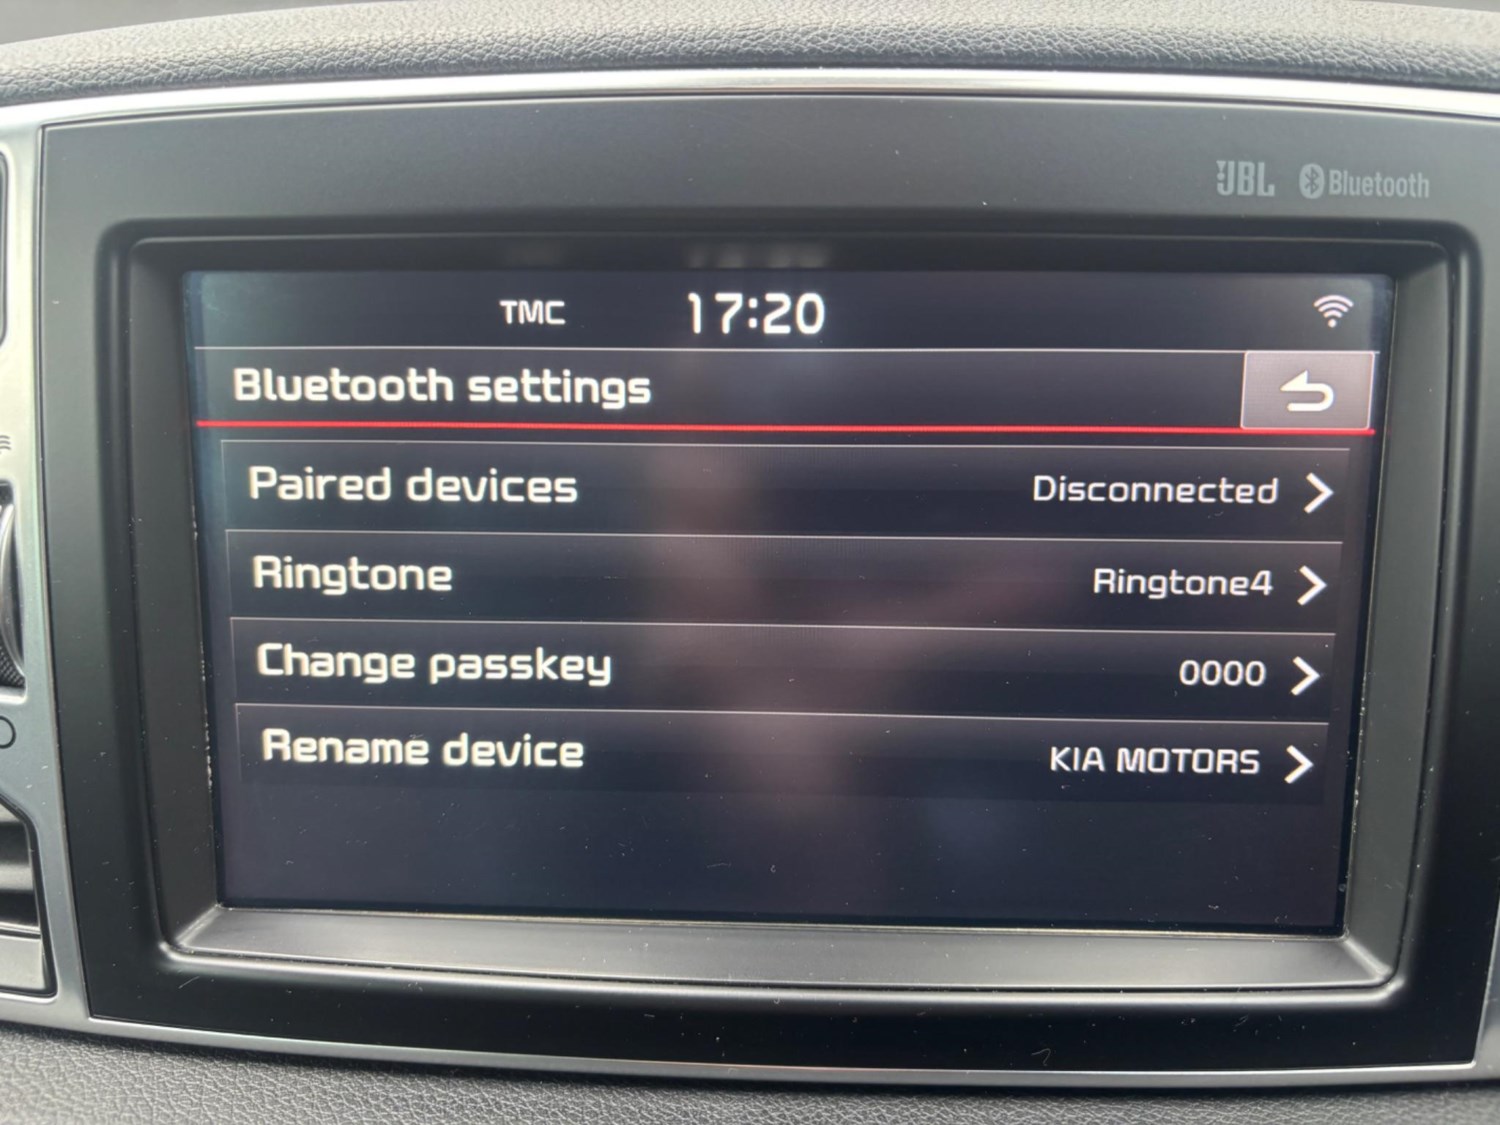 JBL Bluetooth
TMC 17:20
Bluetooth settings
Paired devices Disconnected
Ringtone Ringtone4
Change passkey 0000
Rename device KIA MOTORS